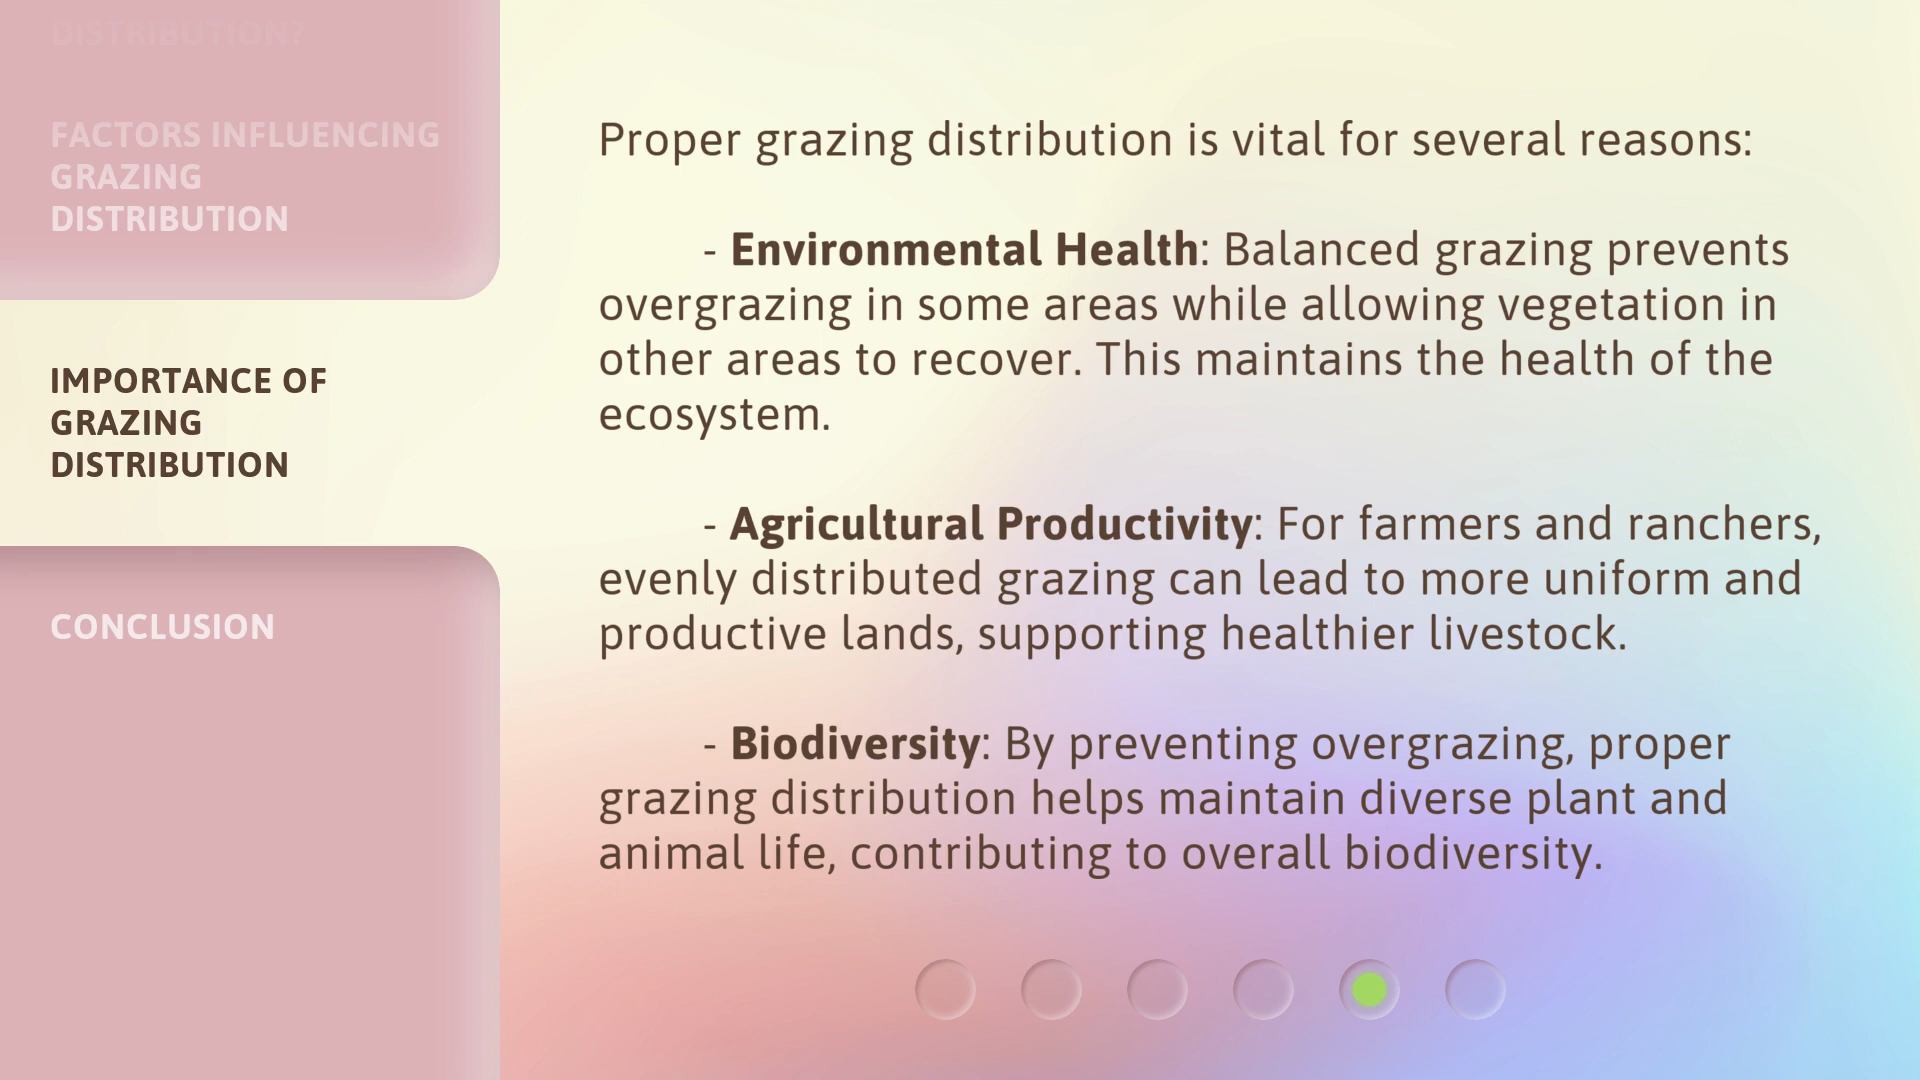 DISTRIBUTION?
FACTORS INFLUENCING
GRAZING
DISTRIBUTION
IMPORTANCE OF
GRAZING
DISTRIBUTION
CONCLUSION
Proper grazing distribution is vital for several reasons:
- Environmental Health: Balanced grazing prevents
overgrazing in some areas while allowing vegetation in
other areas to recover. This maintains the health of the
ecosystem.
- Agricultural Productivity: For farmers and ranchers,
evenly distributed grazing can lead to more uniform and
productive lands, supporting healthier livestock.
- Biodiversity: By preventing overgrazing, proper
grazing distribution helps maintain diverse plant and
animal life, contributing to overall biodiversity.